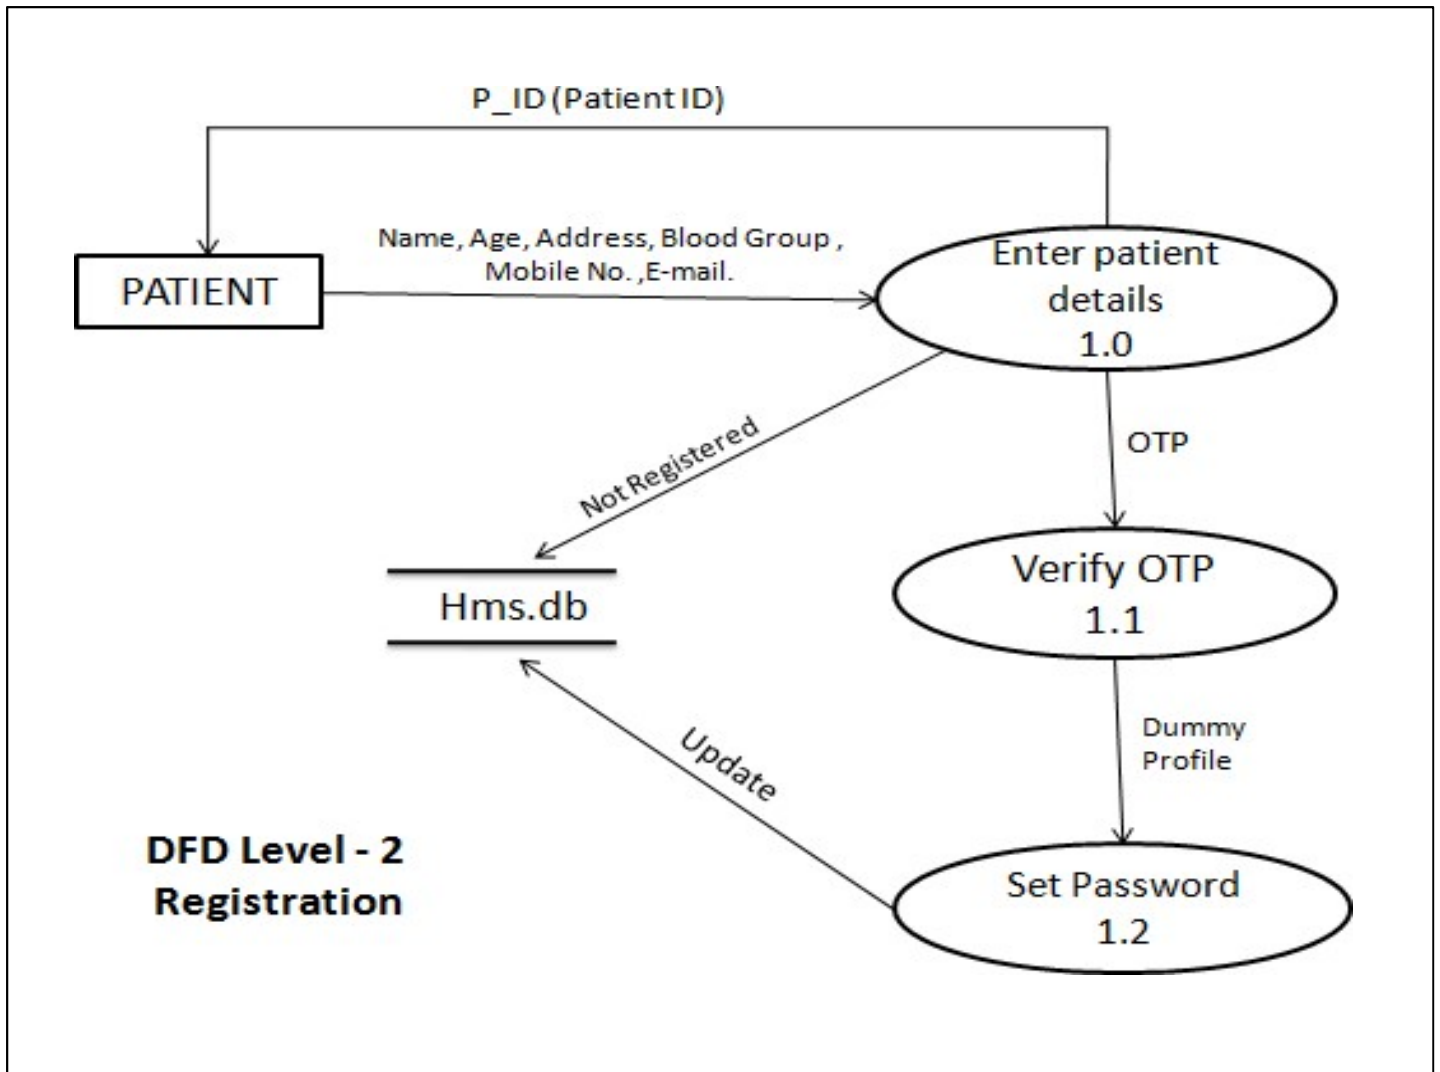 P_ID (Patient ID)
Name, Age, Address, Blood Group ,
Mobile No. ,E-mail.
PATIENT
Enter patient
details
1.0
Not Registered
OTP
Hms.db
Verify OTP
1.1
Update
Dummy
Profile
DFD Level - 2
Registration
Set Password
1.2